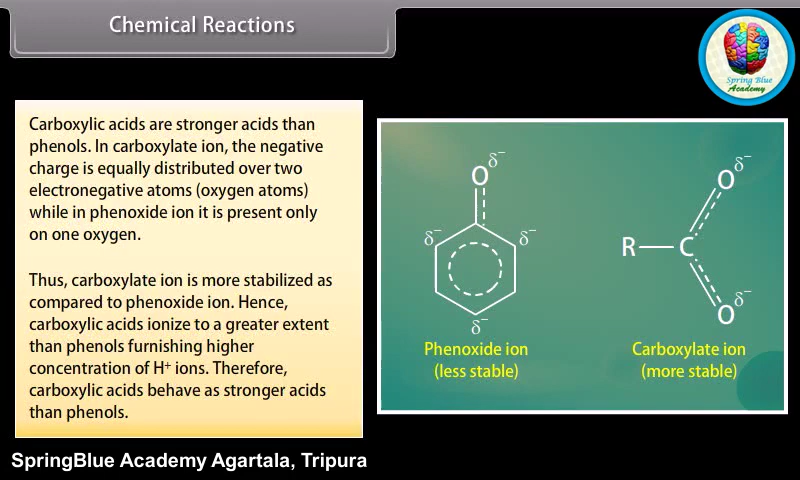 Chemical Reactions
Spring Blue
Academy
Carboxylic acids are stronger acids than
phenols. In carboxylate ion, the negative
charge is equally distributed over two
electronegative atoms (oxygen atoms)
while in phenoxide ion it is present only
on one oxygen.
Thus, carboxylate ion is more stabilized as
compared to phenoxide ion. Hence,
carboxylic acids ionize to a greater extent
than phenols furnishing higher
concentration of H⁺ ions. Therefore,
carboxylic acids behave as stronger acids
than phenols.
O δ⁻
δ⁻ δ⁻
δ⁻
Phenoxide ion
(less stable)
O δ⁻
R C
O δ⁻
Carboxylate ion
(more stable)
SpringBlue Academy Agartala, Tripura